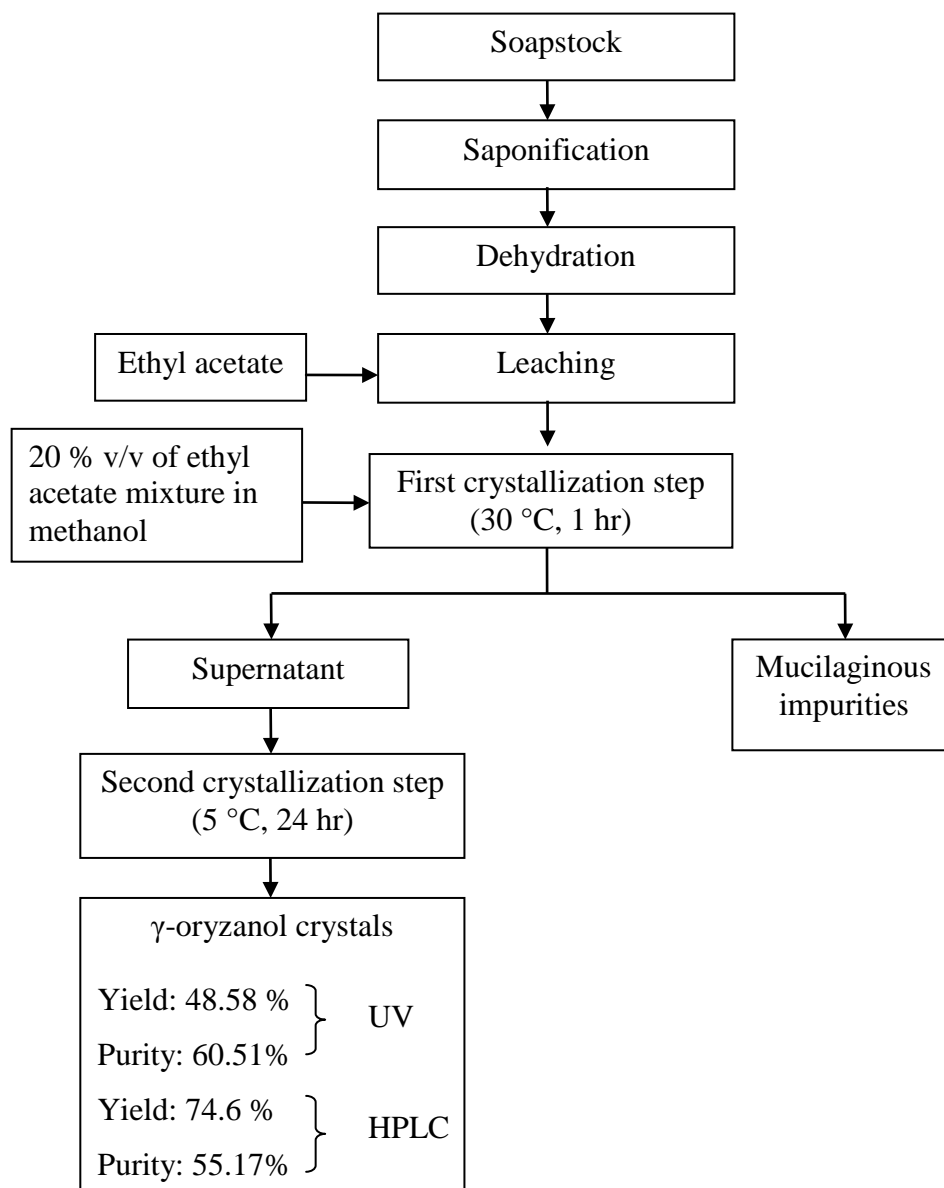 Soapstock
Saponification
Dehydration
Ethyl acetate
Leaching
20 % v/v of ethyl
acetate mixture in
methanol
First crystallization step
(30 °C, 1 hr)
Supernatant
Mucilaginous
impurities
Second crystallization step
(5 °C, 24 hr)
γ-oryzanol crystals
Yield: 48.58 %
UV
Purity: 60.51%
Yield: 74.6 %
HPLC
Purity: 55.17%